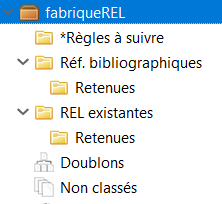 fabriqueREL
*Règles à suivre
Réf. bibliographiques
Retenues
REL existantes
Retenues
Doublons
Non classés